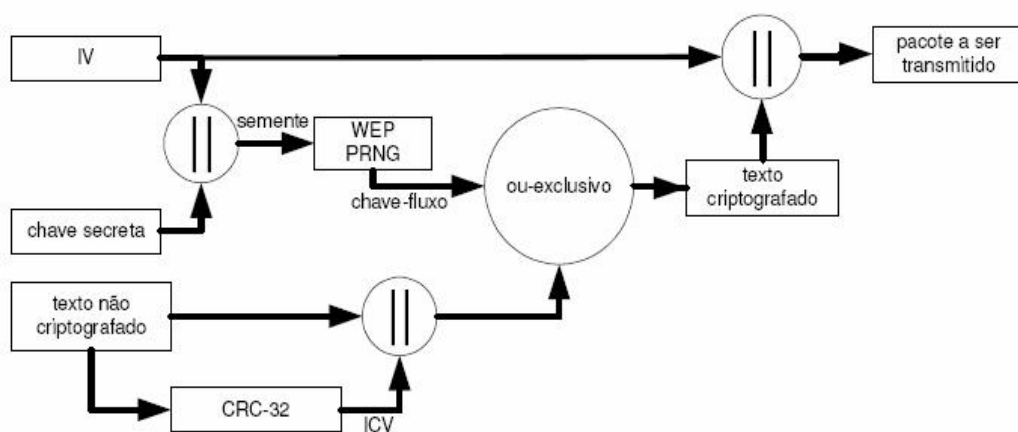 IV
||
pacote a ser
transmitido
||
semente
WEP
PRNG
chave-fluxo
ou-exclusivo
texto
criptografado
chave secreta
texto não
criptografado
||
CRC-32
ICV